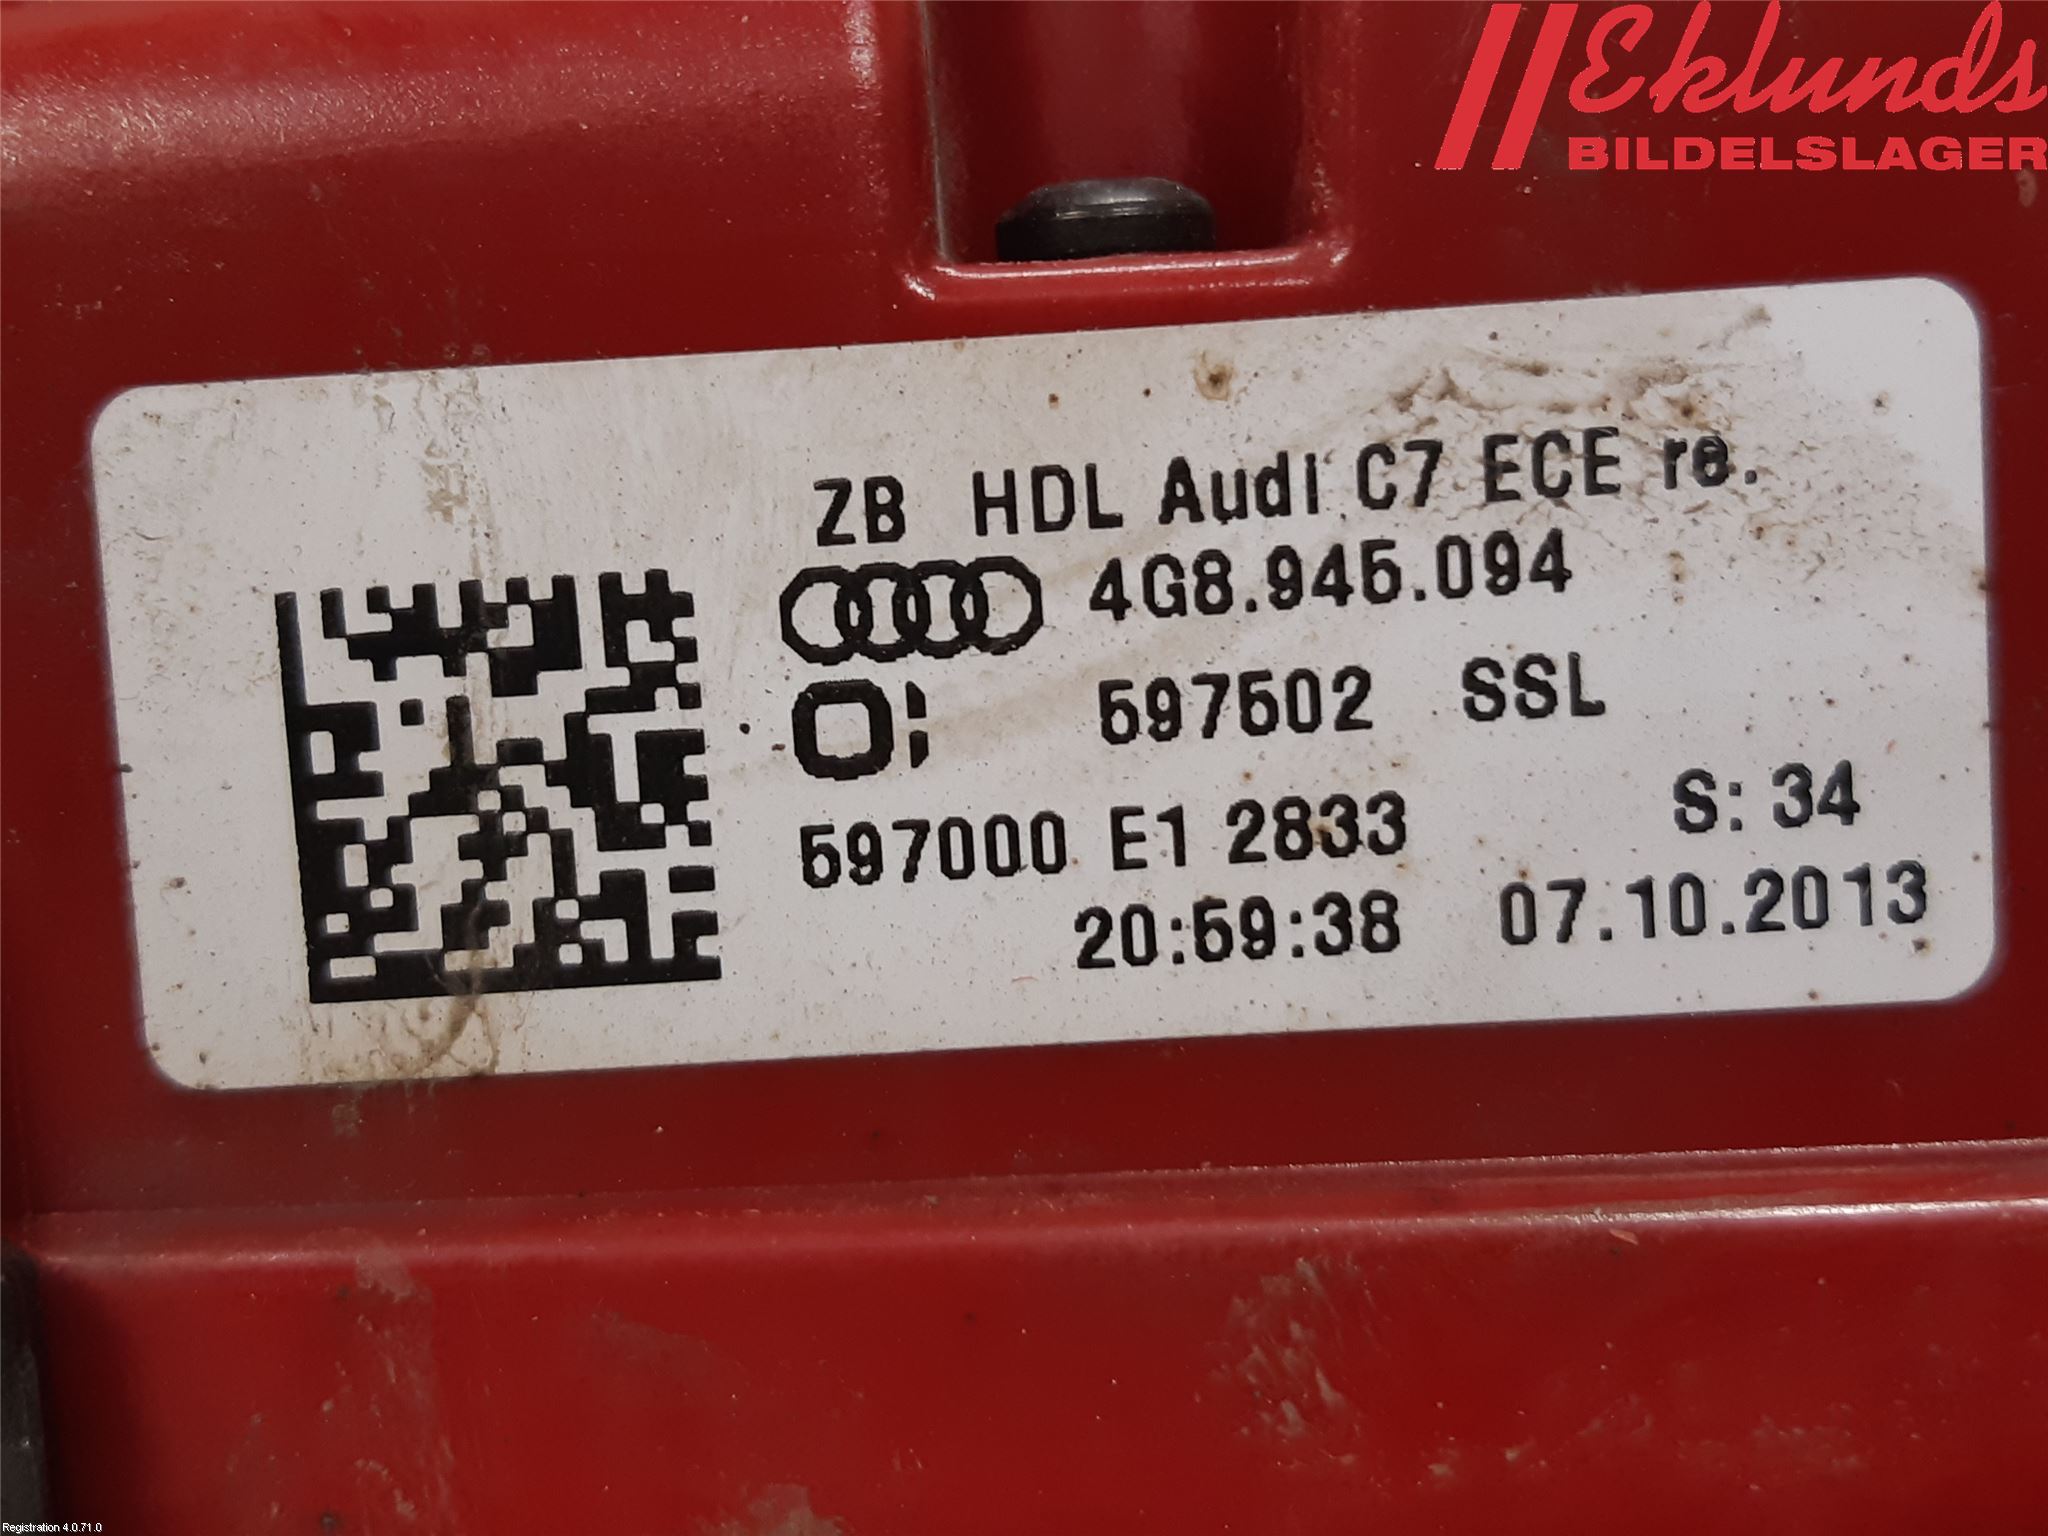 Eklunds
BILDELSLAGER
ZB HDL Audi C7 ECE re.
4G8.945.094
597502 SSL
597000 E1 2833 S: 34
20:59:38 07.10.2013
Registration 4.0.71.0